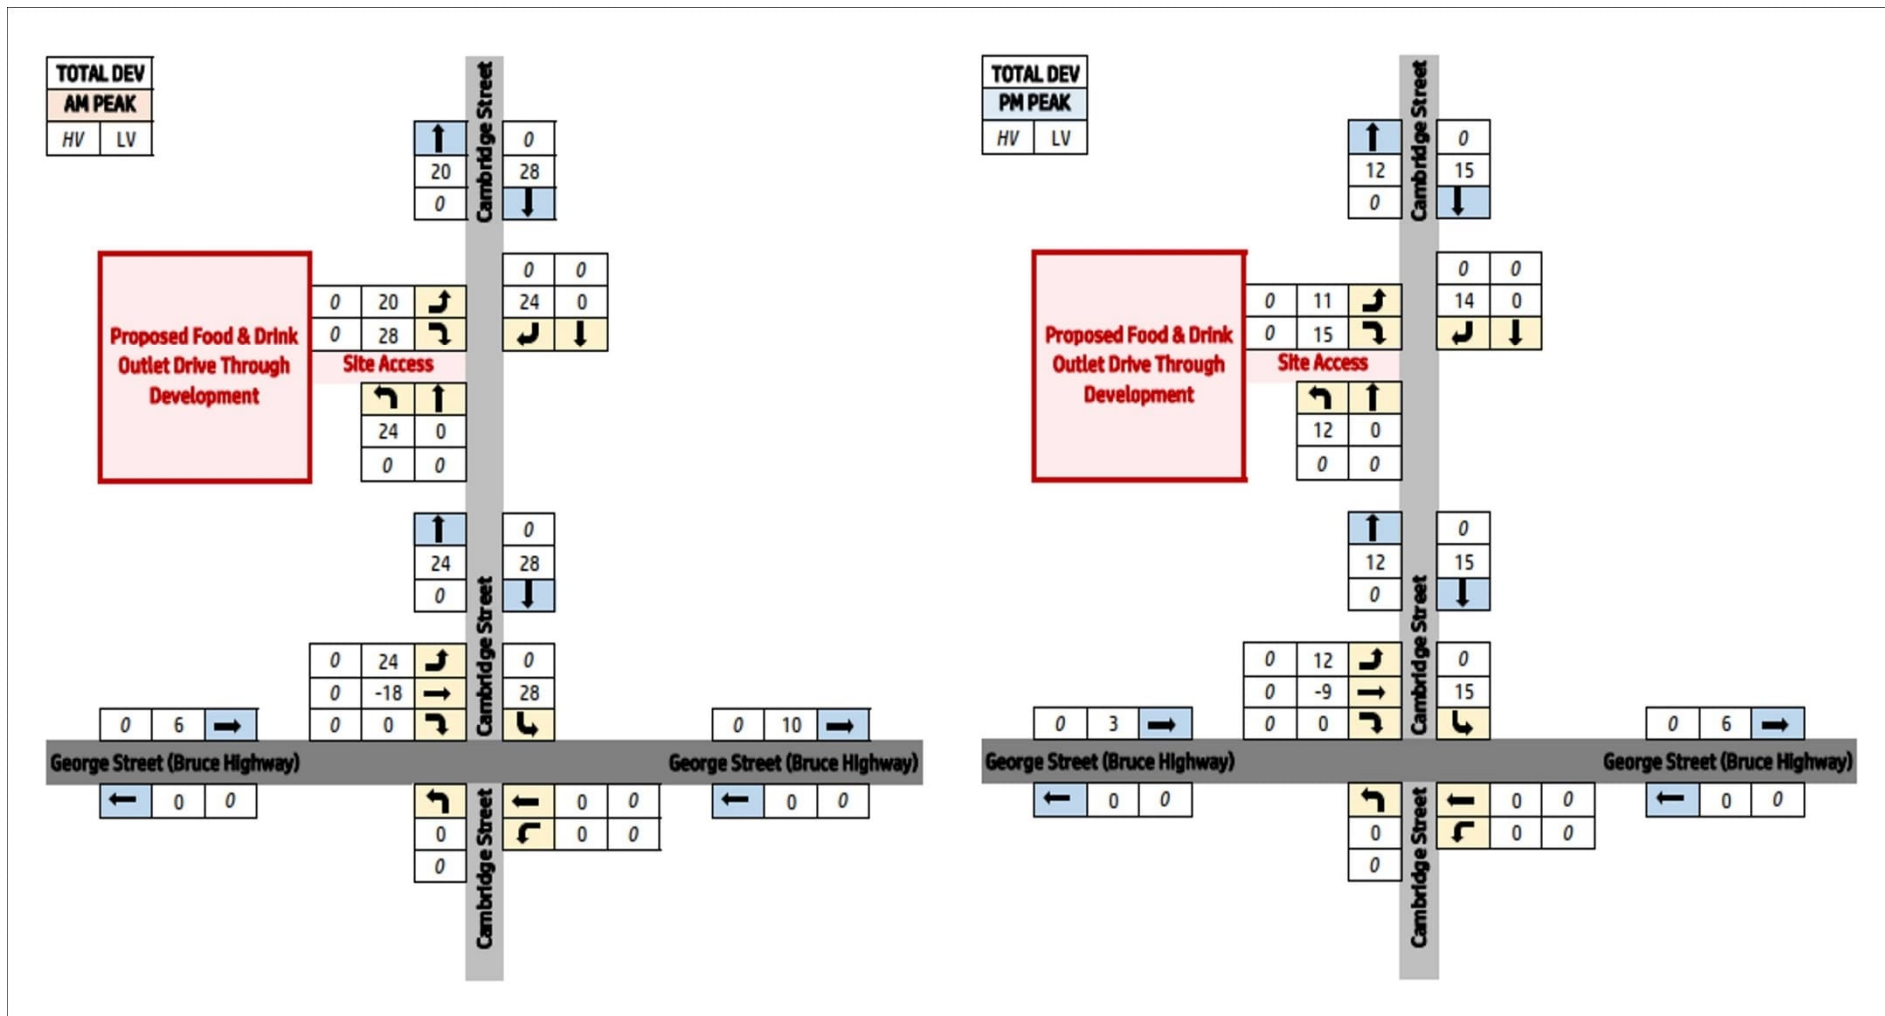 TOTAL DEV
AM PEAK
HV LV
Cambridge Street
20
0
0
28
Proposed Food & Drink
Outlet Drive Through
Development
0 20
0 28
Site Access
0 0
24 0
24 0
0 0
24
0
0
28
Cambridge Street
0 24
0 -18
0 0
0
28
0 6
0 10
George Street (Bruce Highway)
George Street (Bruce Highway)
0 0
0
0
0 0
0 0
0 0
Cambridge Street
TOTAL DEV
PM PEAK
HV LV
Cambridge Street
12
0
0
15
Proposed Food & Drink
Outlet Drive Through
Development
0 11
0 15
Site Access
0 0
14 0
12 0
0 0
12
0
0
15
Cambridge Street
0 12
0 -9
0 0
0
15
0 3
0 6
George Street (Bruce Highway)
George Street (Bruce Highway)
0 0
0
0
0 0
0 0
0 0
Cambridge Street